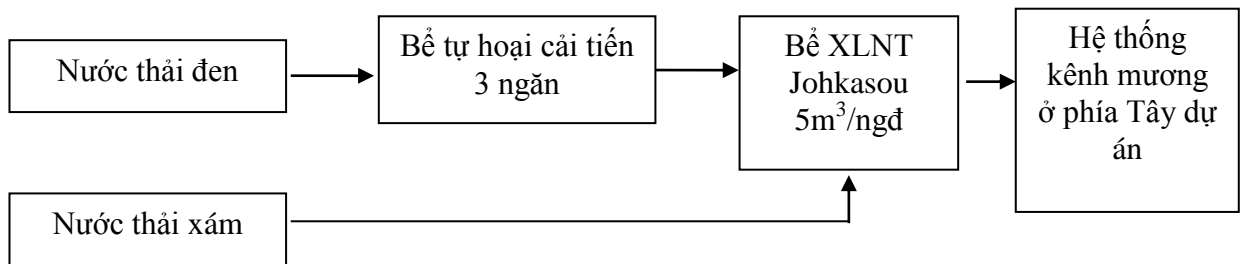 Nước thải đen
Bể tự hoại cải tiến
3 ngăn
Bể XLNT
Johkasou
5m³/ngđ
Hệ thống
kênh mương
ở phía Tây dự
án
Nước thải xám